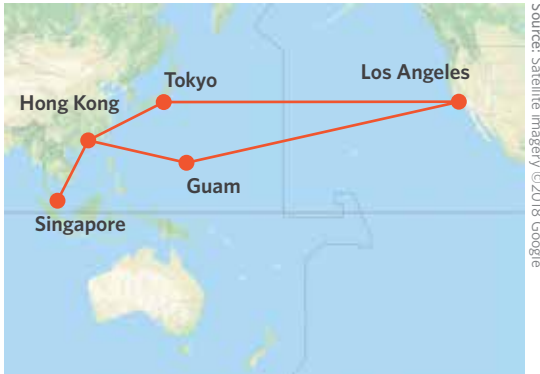 Los Angeles
Tokyo
Hong Kong
Guam
Singapore
Source: Satellite imagery ©2018 Google